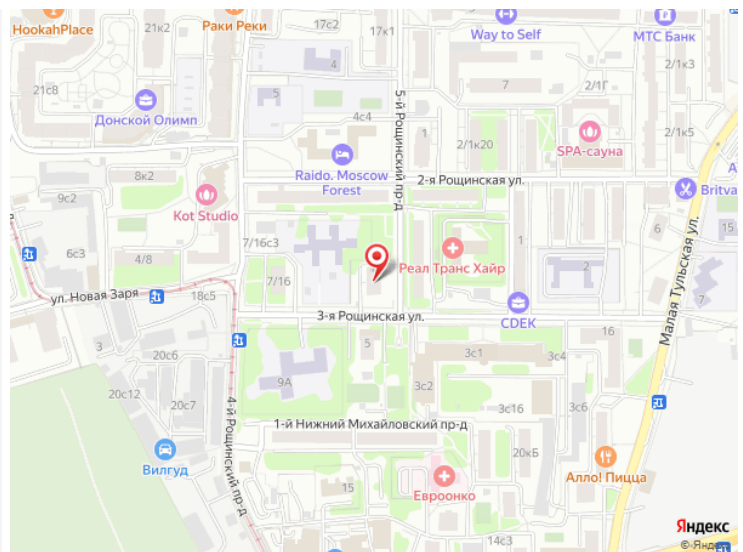 HookahPlace
21к2
Раки Реки
17с2
17к1
Way to Self
МТС Банк
2/1к3
21с8
5
4
7
2/1Г
Донской Олимп
4с4
5-й Рощинский пр-д
1
2/1к20
SPA-сауна
2/1к5
8к2
Raido. Moscow
Forest
2-я Рощинская ул.
Britva
9с2
Kot Studio
6
15
6с3
4/8
7/16с3
7/16
Реал Транс Хайр
2
7
ул. Новая Заря
18с5
3-я Рощинская ул.
CDEK
Малая Тульская ул.
3
20с6
5
3с1
3с4
16
9А
3с2
20с12
20с7
4-й Рощинский пр-д
3с16
3с6
1-й Нижний Михайловский пр-д
Вилгуд
20кБ
Алло! Пицца
15
Евроонко
3с3
Яндекс